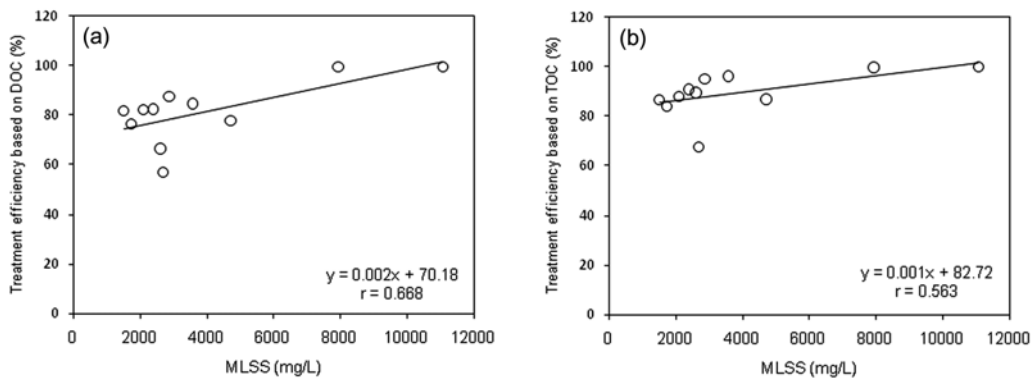 (a)
Treatment efficiency based on DOC (%)
120
100
80
60
40
20
0
y = 0.002x + 70.18
r = 0.668
0 2000 4000 6000 8000 10000 12000
MLSS (mg/L)
(b)
Treatment efficiency based on TOC (%)
120
100
80
60
40
20
0
y = 0.001x + 82.72
r = 0.563
0 2000 4000 6000 8000 10000 12000
MLSS (mg/L)